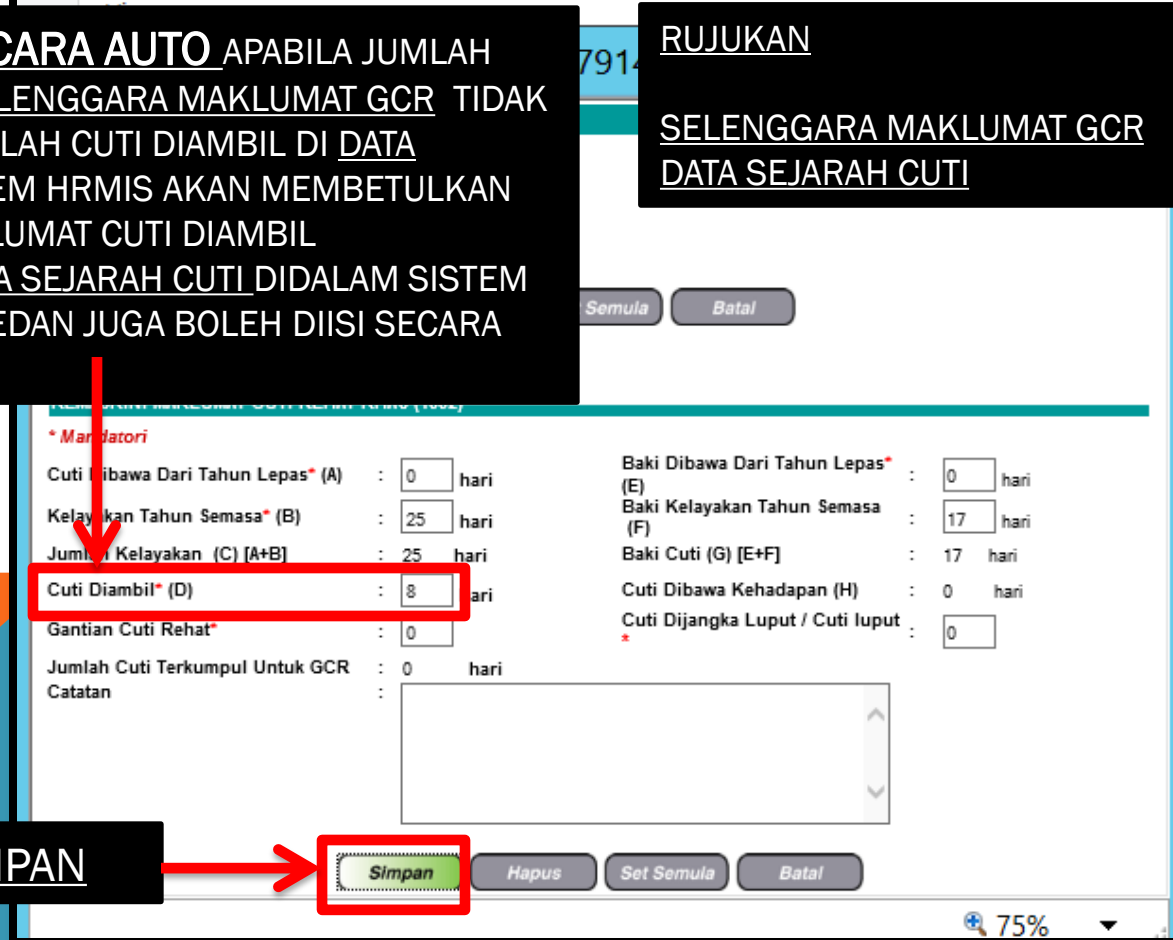 CARA AUTO APABILA JUMLAH
LENGGARA MAKLUMAT GCR TIDAK
LAH CUTI DIAMBIL DI DATA
EM HRMIS AKAN MEMBETULKAN
LUMAT CUTI DIAMBIL
A SEJARAH CUTI DIDALAM SISTEM
EDAN JUGA BOLEH DIISI SECARA
7914
RUJUKAN
SELENGGARA MAKLUMAT GCR
DATA SEJARAH CUTI
Semula Batal
* Mandatori
Cuti Dibawa Dari Tahun Lepas* (A) : 0 hari
Baki Dibawa Dari Tahun Lepas* (E) : 0 hari
Kelayakan Tahun Semasa* (B) : 25 hari
Baki Kelayakan Tahun Semasa (F) : 17 hari
Jumlah Kelayakan (C) [A+B] : 25 hari
Baki Cuti (G) [E+F] : 17 hari
Cuti Diambil* (D) : 8 hari
Cuti Dibawa Kehadapan (H) : 0 hari
Gantian Cuti Rehat* : 0
Cuti Dijangka Luput / Cuti luput * : 0
Jumlah Cuti Terkumpul Untuk GCR : 0 hari
Catatan :
IPAN
Simpan Hapus Set Semula Batal
75%